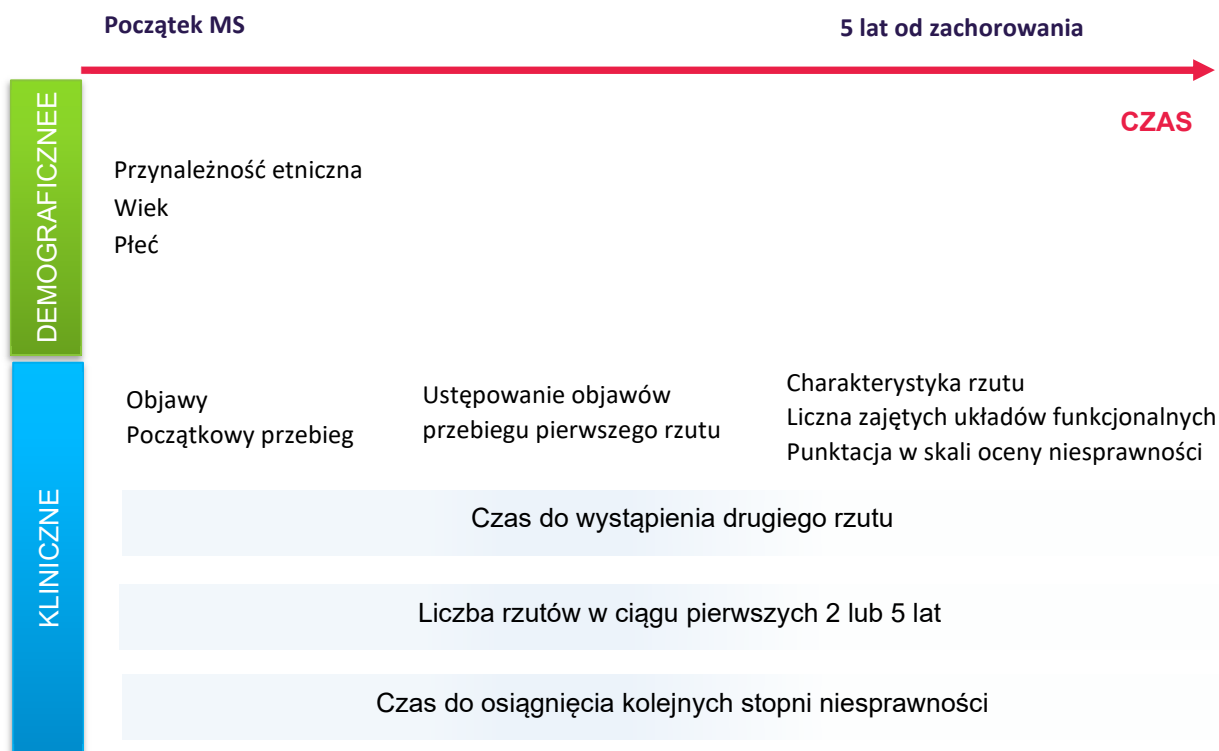 Początek MS
5 lat od zachorowania
CZAS
DEMOGRAFICZNEE
Przynależność etniczna
Wiek
Płeć
KLINICZNE
Objawy
Początkowy przebieg
Ustępowanie objawów
przebiegu pierwszego rzutu
Charakterystyka rzutu
Liczna zajętych układów funkcjonalnych
Punktacja w skali oceny niesprawności
Czas do wystąpienia drugiego rzutu
Liczba rzutów w ciągu pierwszych 2 lub 5 lat
Czas do osiągnięcia kolejnych stopni niesprawności